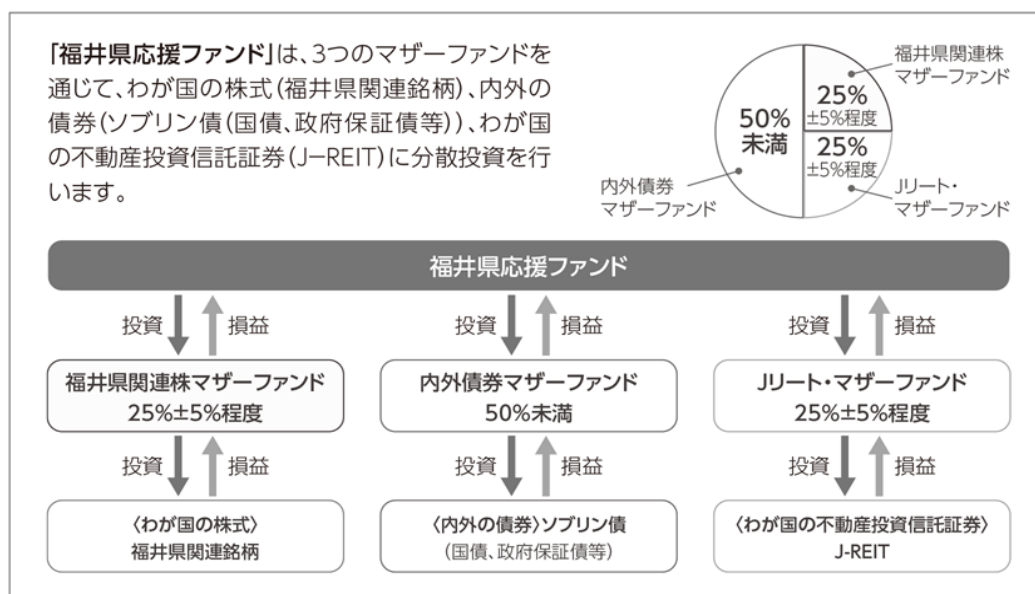 「福井県応援ファンド」は、3つのマザーファンドを
通じて、わが国の株式(福井県関連銘柄)、内外の
債券(ソブリン債(国債、政府保証債等))、わが国
の不動産投資信託証券(J−REIT)に分散投資を行
います。
福井県関連株
マザーファンド
25%
±5%程度
50%
未満
25%
±5%程度
内外債券
マザーファンド
Jリート・
マザーファンド
福井県応援ファンド
投資 損益 投資 損益 投資 損益
福井県関連株マザーファンド
25%±5%程度
内外債券マザーファンド
50%未満
Jリート・マザーファンド
25%±5%程度
投資 損益 投資 損益 投資 損益
〈わが国の株式〉
福井県関連銘柄
〈内外の債券〉ソブリン債
(国債、政府保証債等)
〈わが国の不動産投資信託証券〉
J-REIT